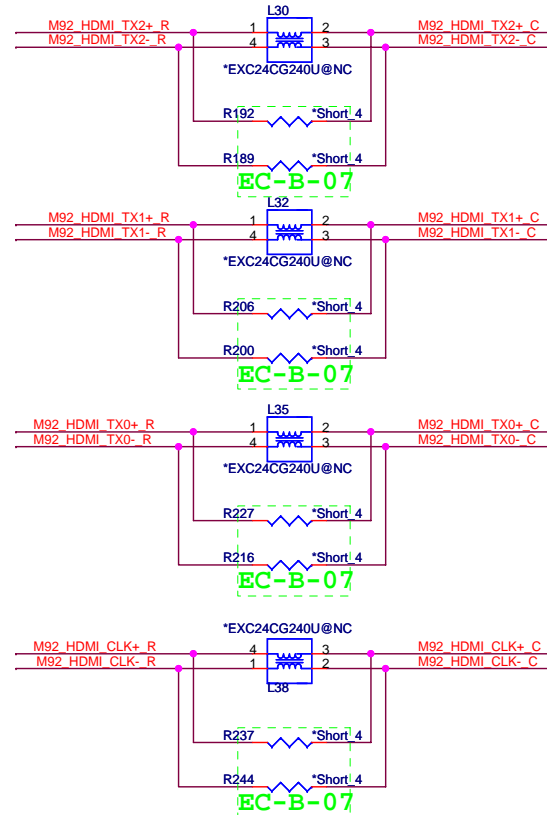 L30
M92_HDMI_TX2+_R 1 2 M92_HDMI_TX2+_C
M92_HDMI_TX2-_R 4 3 M92_HDMI_TX2-_C
*EXC24CG240U@NC
R192 *Short_4
R189 *Short_4
EC-B-07
L32
M92_HDMI_TX1+_R 1 2 M92_HDMI_TX1+_C
M92_HDMI_TX1-_R 4 3 M92_HDMI_TX1-_C
*EXC24CG240U@NC
R206 *Short_4
R200 *Short_4
EC-B-07
L35
M92_HDMI_TX0+_R 1 2 M92_HDMI_TX0+_C
M92_HDMI_TX0-_R 4 3 M92_HDMI_TX0-_C
*EXC24CG240U@NC
R227 *Short_4
R216 *Short_4
EC-B-07
*EXC24CG240U@NC
M92_HDMI_CLK+_R 4 3 M92_HDMI_CLK+_C
M92_HDMI_CLK-_R 1 2 M92_HDMI_CLK-_C
L38
R237 *Short_4
R244 *Short_4
EC-B-07